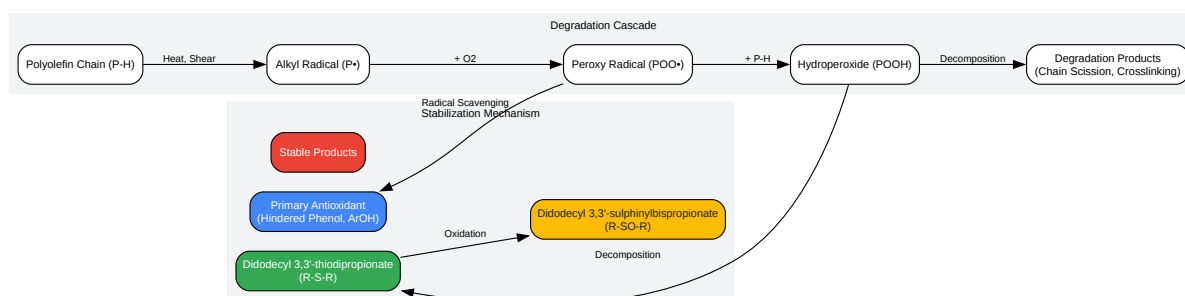 Degradation Cascade
Polyolefin Chain (P-H)
Heat, Shear
Alkyl Radical (P•)
+ O2
Peroxy Radical (POO•)
+ P-H
Hydroperoxide (POOH)
Decomposition
Degradation Products
(Chain Scission, Crosslinking)
Radical Scavenging
Stabilization Mechanism
Stable Products
Primary Antioxidant
(Hindered Phenol, ArOH)
Didodecyl 3,3'-sulphinylbispropionate
(R-SO-R)
Oxidation
Decomposition
Didodecyl 3,3'-thiodipropionate
(R-S-R)